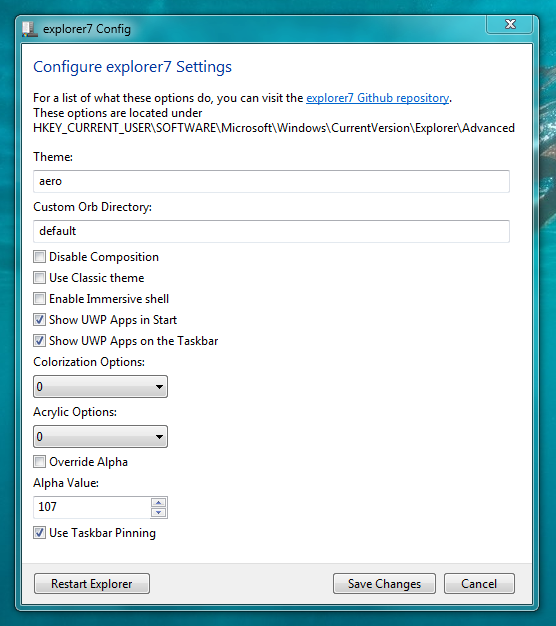 explorer7 Config
Configure explorer7 Settings
For a list of what these options do, you can visit the explorer7 Github repository.
These options are located under
HKEY_CURRENT_USER\SOFTWARE\Microsoft\Windows\CurrentVersion\Explorer\Advanced
Theme:
aero
Custom Orb Directory:
default
Disable Composition
Use Classic theme
Enable Immersive shell
Show UWP Apps in Start
Show UWP Apps on the Taskbar
Colorization Options:
0
Acrylic Options:
0
Override Alpha
Alpha Value:
107
Use Taskbar Pinning
Restart Explorer Save Changes Cancel